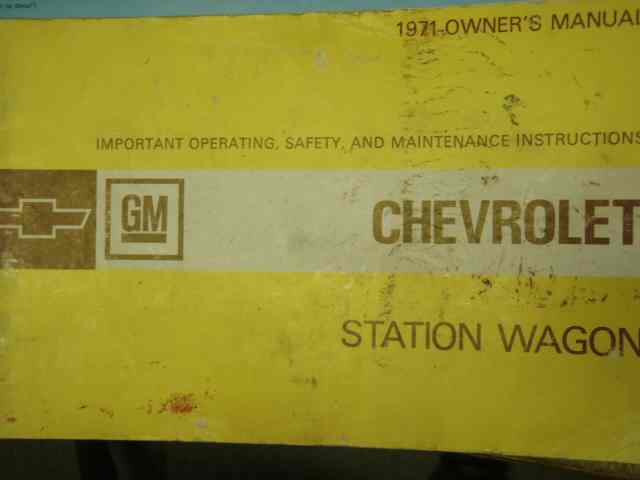 1971 OWNER'S MANUAL
IMPORTANT OPERATING, SAFETY, AND MAINTENANCE INSTRUCTIONS
GM
CHEVROLET
STATION WAGON